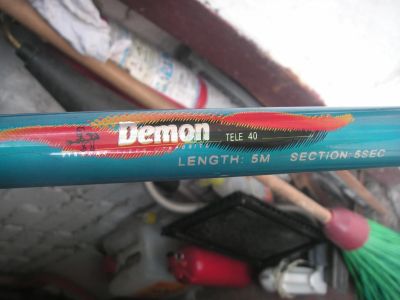 Demon TELE 40
LENGTH: 5M SECTION: 5SEC